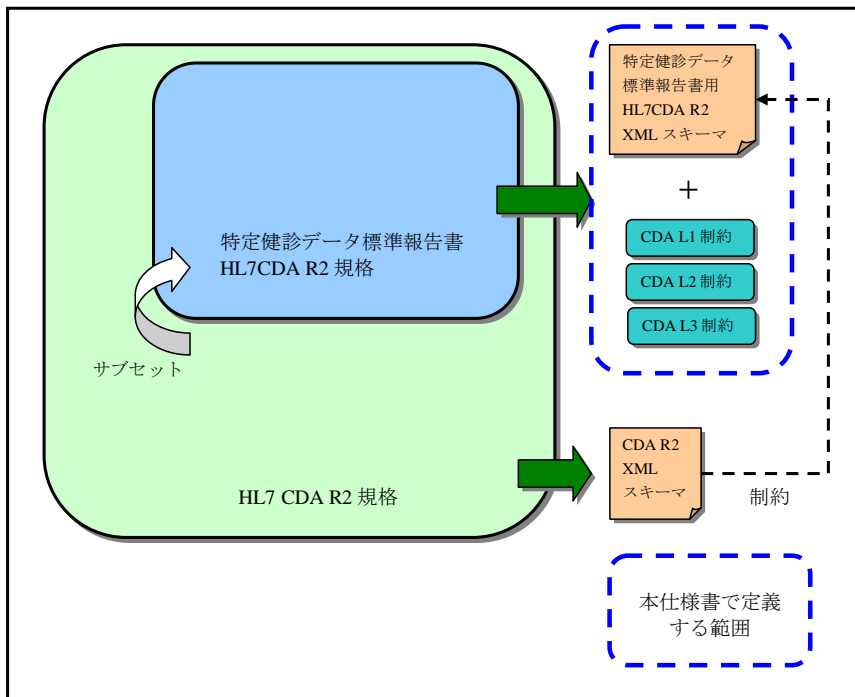 特定健診データ
標準報告書用
HL7CDA R2
XML スキーマ
+
CDA L1 制約
CDA L2 制約
CDA L3 制約
特定健診データ標準報告書
HL7CDA R2 規格
サブセット
HL7 CDA R2 規格
CDA R2
XML
スキーマ
制約
本仕様書で定義
する範囲